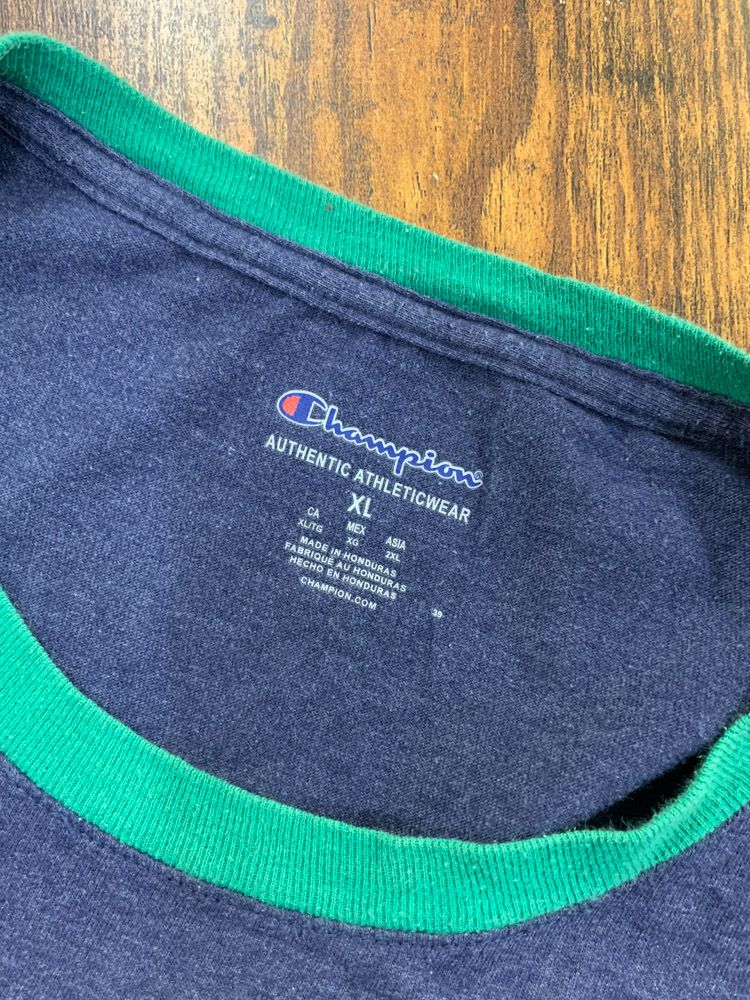 Champion®
AUTHENTIC ATHLETICWEAR
XL
CA MEX ASIA
XL/TG XG 2XL
MADE IN HONDURAS
FABRIQUÉ AU HONDURAS
HECHO EN HONDURAS
CHAMPION.COM
39